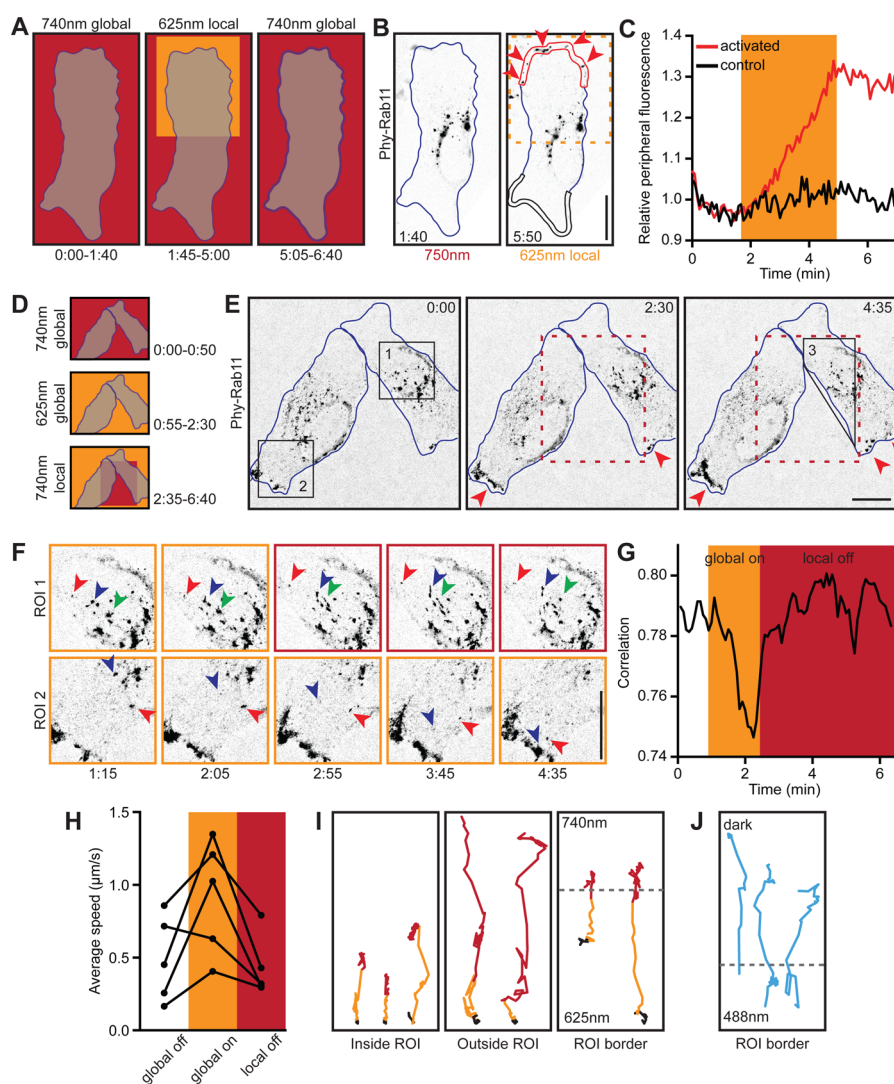 A
740nm global
625nm local
740nm global
0:00-1:40
1:45-5:00
5:05-6:40
B
Phy-Rab11
1:40
5:50
750nm
625nm local
C
Relative peripheral fluorescence
activated
control
1.4
1.3
1.2
1.1
1.0
0.9
0
2
4
6
Time (min)
D
740nm
global
0:00-0:50
625nm
global
0:55-2:30
740nm
local
2:35-6:40
E
Phy-Rab11
0:00
2:30
4:35
1
2
3
F
ROI 1
ROI 2
1:15
2:05
2:55
3:45
4:35
G
global on
local off
Correlation
0.80
0.78
0.76
0.74
0
2
4
6
Time (min)
H
Average speed (μm/s)
1.5
1.0
0.5
0.0
global off
global on
local off
I
Inside ROI
Outside ROI
740nm
625nm
ROI border
J
dark
488nm
ROI border